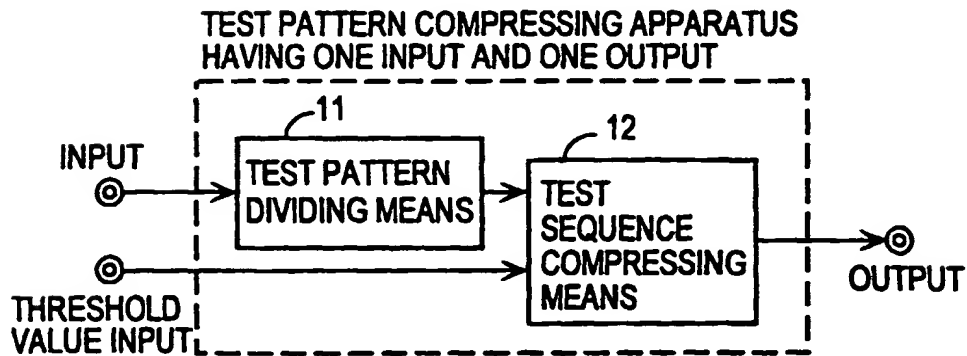 TEST PATTERN COMPRESSING APPARATUS
HAVING ONE INPUT AND ONE OUTPUT
11
12
INPUT
TEST PATTERN
DIVIDING MEANS
TEST
SEQUENCE
COMPRESSING
MEANS
OUTPUT
THRESHOLD
VALUE INPUT